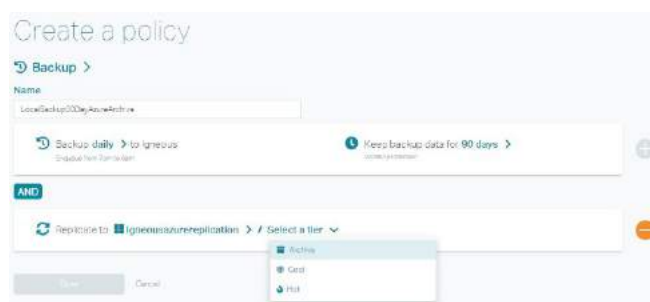 Create a policy
Backup >
Name
Backup daily > to Igneous
Keep backup data for 90 days >
AND
Replicate to igneousazurereplication > / Select a tier
Archive
Cool
Hot
Save
Cancel